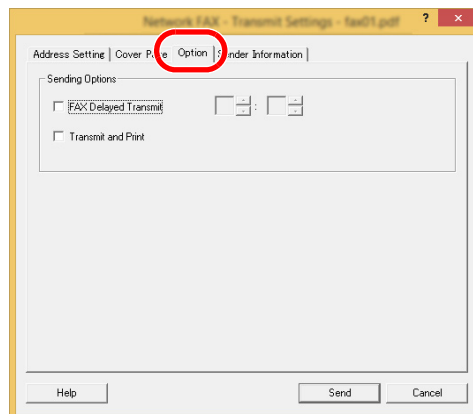 Network FAX - Transmit Settings - fax01.pdf
?
Address Setting Cover Option Sender Information
Sending Options
FAX Delayed Transmit :
Transmit and Print
Help Send Cancel